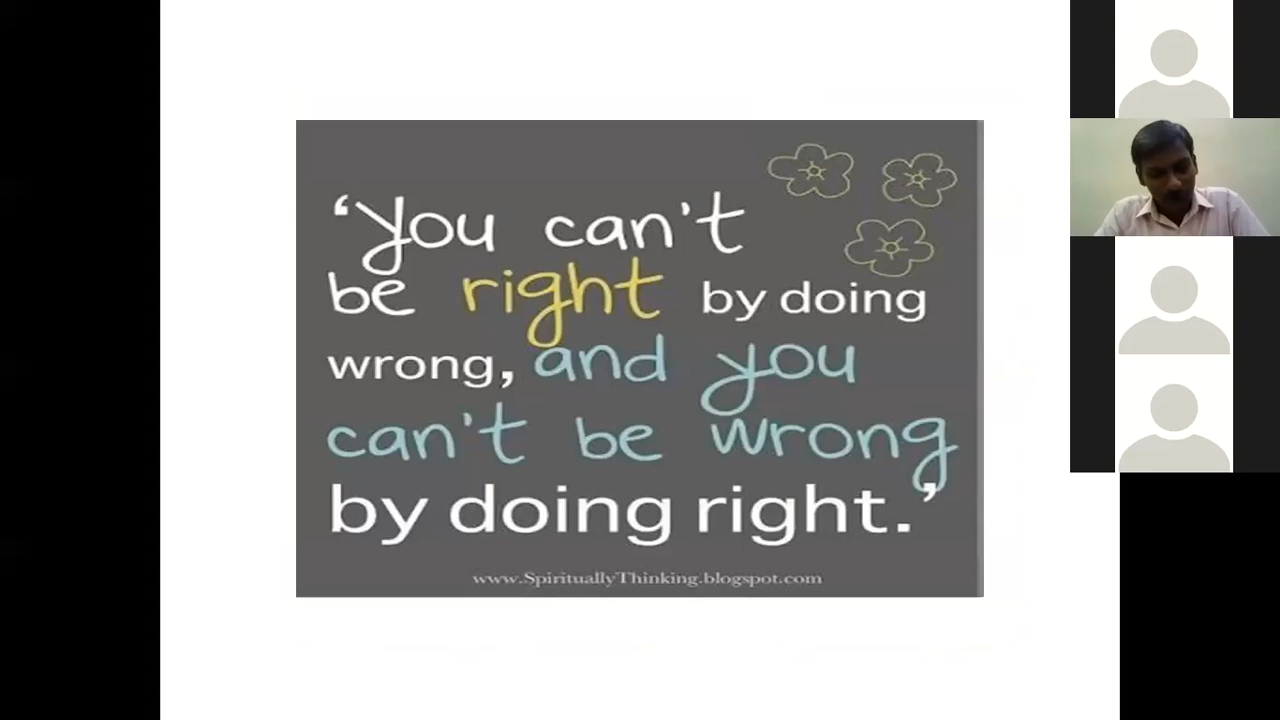 ‘You can't
be right by doing
wrong, and you
can't be wrong
by doing right.’
www.SpirituallyThinking.blogspot.com